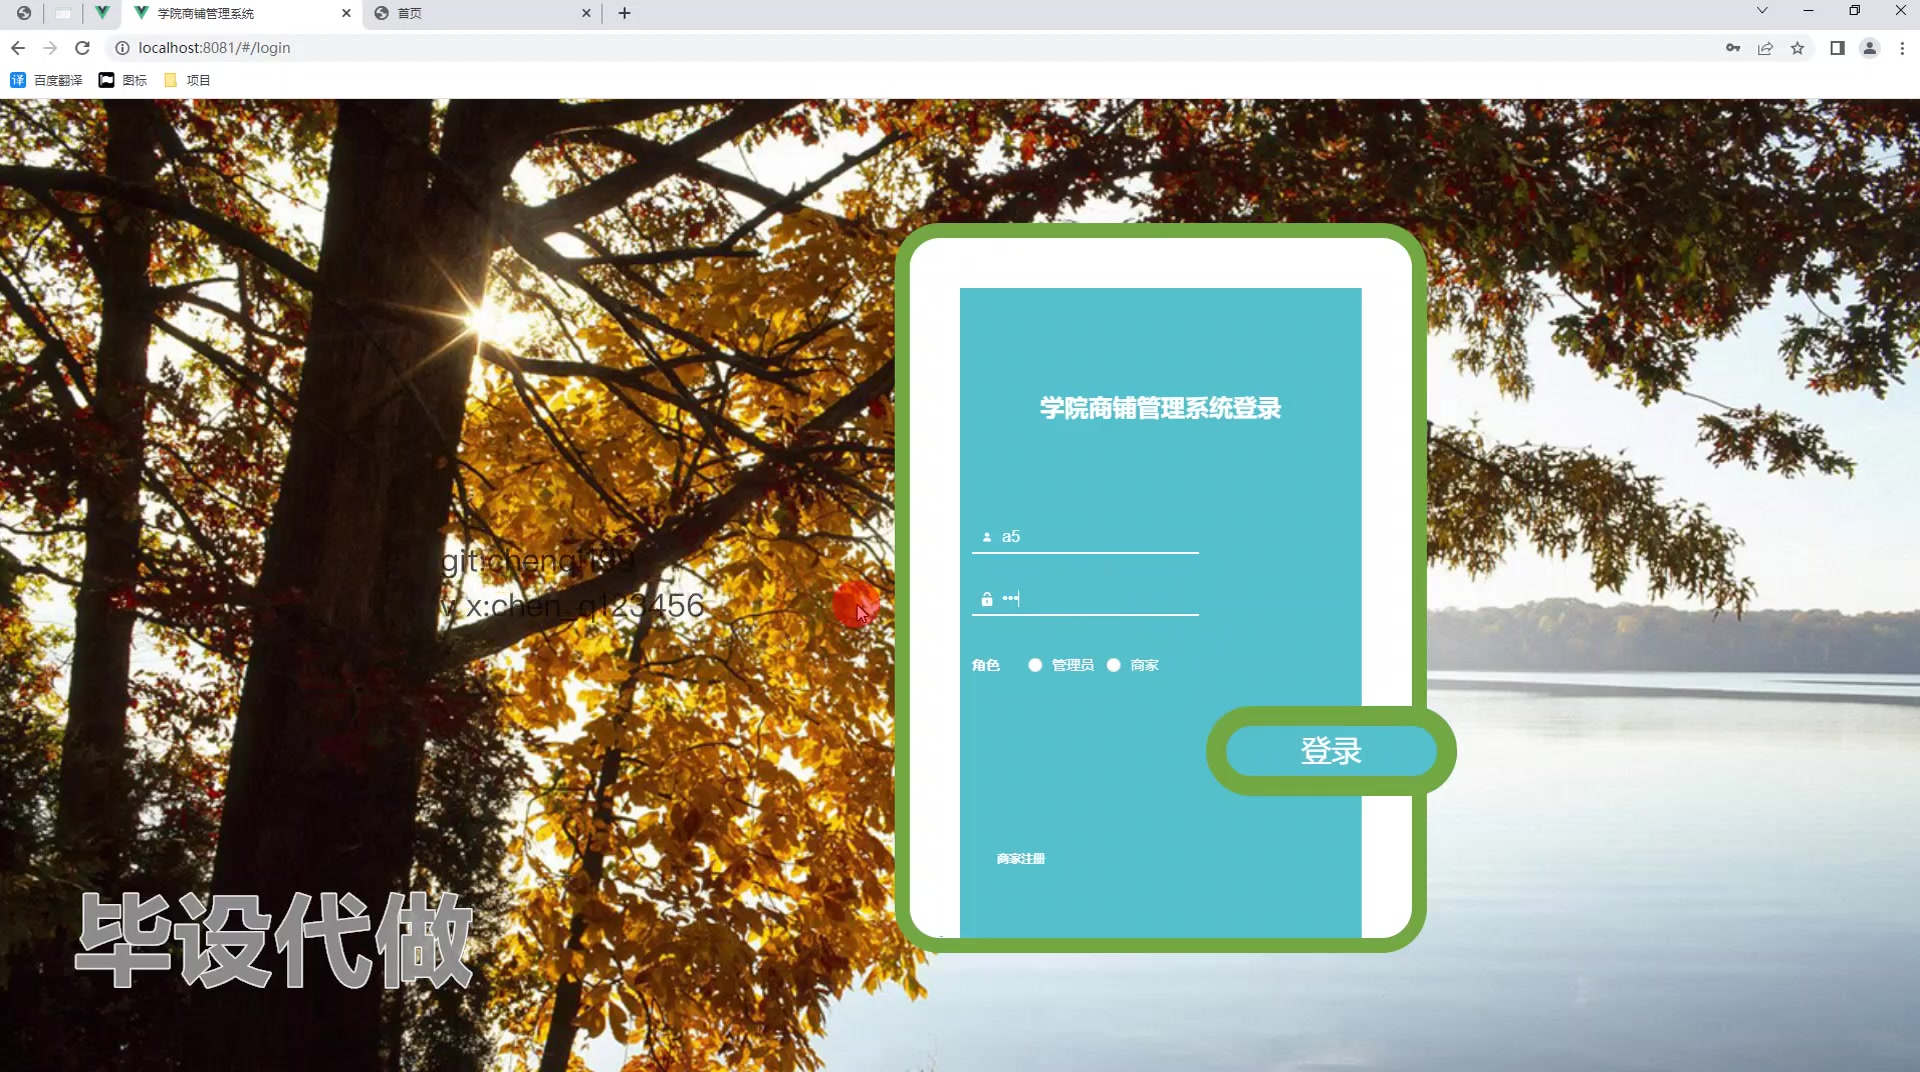 学院商铺管理系统
首页
localhost:8081/#/login
百度翻译
图标
项目
学院商铺管理系统登录
a5
角色 管理员 商家
登录
商家注册
git:chenqi199
v x:chen_q123456
毕设代做